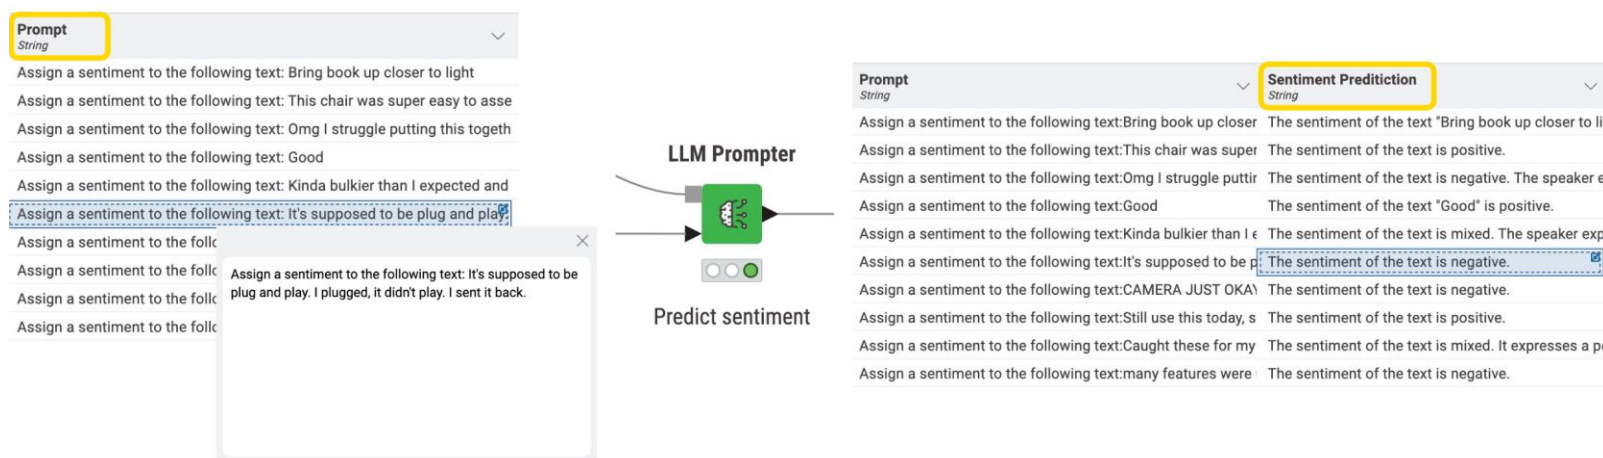 Prompt
String
Assign a sentiment to the following text: Bring book up closer to light
Assign a sentiment to the following text: This chair was super easy to asse
Assign a sentiment to the following text: Omg I struggle putting this togeth
Assign a sentiment to the following text: Good
Assign a sentiment to the following text: Kinda bulkier than I expected and
Assign a sentiment to the following text: It's supposed to be plug and play.
Assign a sentiment to the follo
Assign a sentiment to the follo
Assign a sentiment to the follo
Assign a sentiment to the follo
Assign a sentiment to the following text: It's supposed to be
plug and play. I plugged, it didn't play. I sent it back.
LLM Prompter
Predict sentiment
Prompt
String
Sentiment Preditiction
String
Assign a sentiment to the following text:Bring book up closer The sentiment of the text "Bring book up closer to li
Assign a sentiment to the following text:This chair was super The sentiment of the text is positive.
Assign a sentiment to the following text:Omg I struggle puttir The sentiment of the text is negative. The speaker e
Assign a sentiment to the following text:Good The sentiment of the text "Good" is positive.
Assign a sentiment to the following text:Kinda bulkier than I e The sentiment of the text is mixed. The speaker exp
Assign a sentiment to the following text:It's supposed to be p The sentiment of the text is negative.
Assign a sentiment to the following text:CAMERA JUST OKAY The sentiment of the text is negative.
Assign a sentiment to the following text:Still use this today, s The sentiment of the text is positive.
Assign a sentiment to the following text:Caught these for my The sentiment of the text is mixed. It expresses a po
Assign a sentiment to the following text:many features were The sentiment of the text is negative.